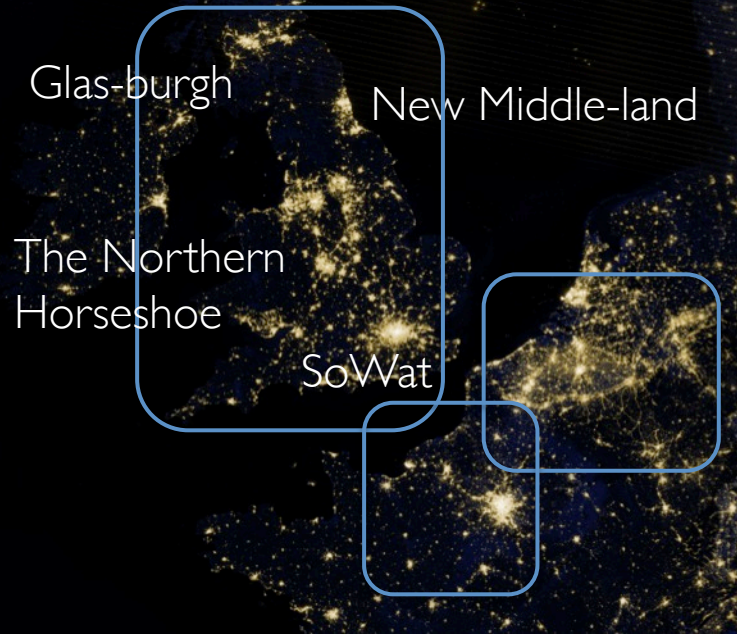 Glas-burgh
New Middle-land
The Northern
Horseshoe
SoWat